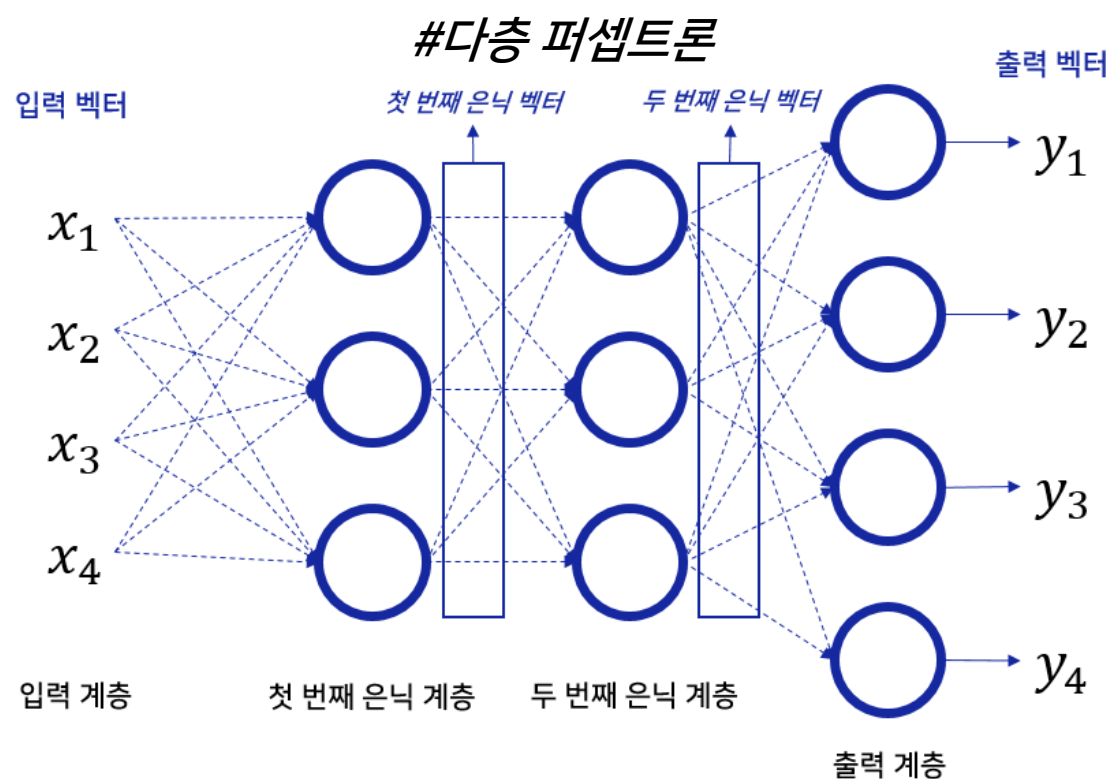 #다층 퍼셉트론
입력 벡터
첫 번째 은닉 벡터
두 번째 은닉 벡터
출력 벡터
x₁
x₂
x₃
x₄
y₁
y₂
y₃
y₄
입력 계층
첫 번째 은닉 계층
두 번째 은닉 계층
출력 계층